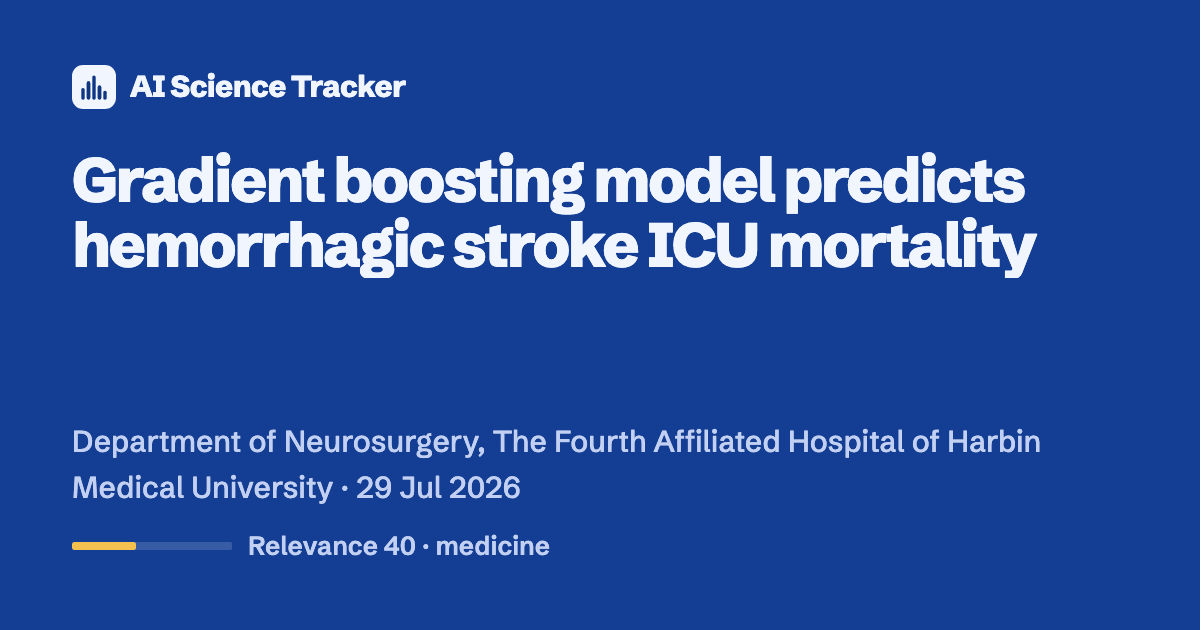 AI Science Tracker
Gradient boosting model predicts
hemorrhagic stroke ICU mortality
Department of Neurosurgery, The Fourth Affiliated Hospital of Harbin
Medical University · 29 Jul 2026
Relevance 40 · medicine